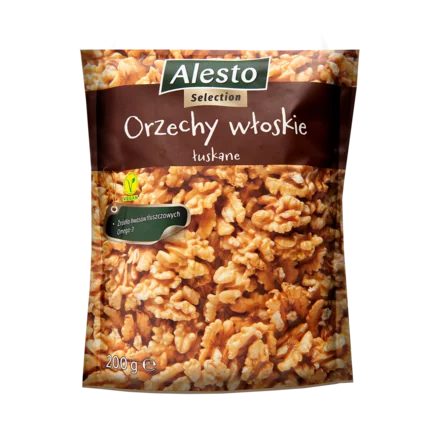 Alesto
Selection
Orzechy włoskie
łuskane
VEGAN
Źródło kwasów tłuszczowych
Omega-3
200 g e